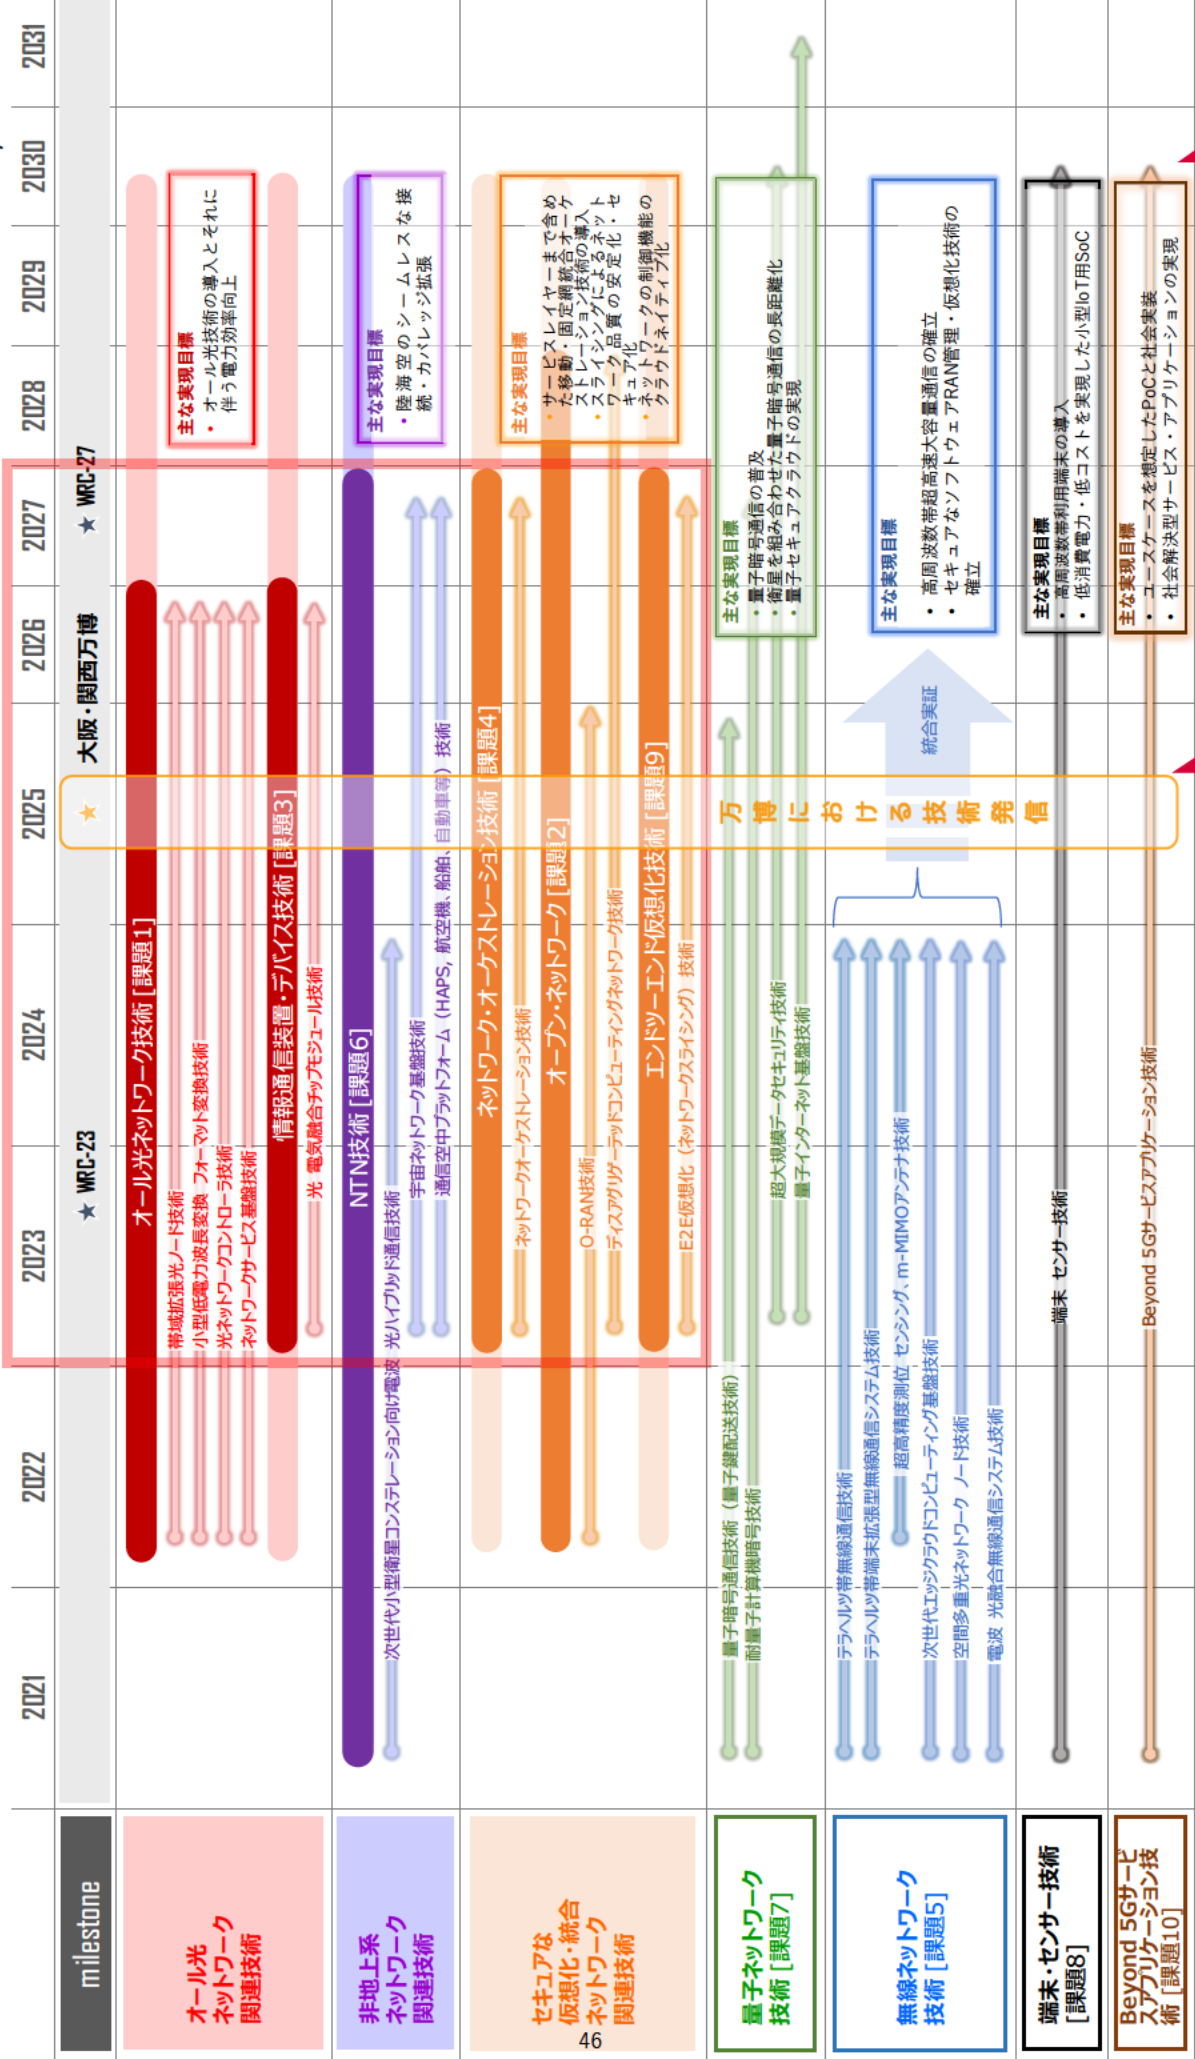 2021
2022
2023
2024
2025
2026
2027
2028
2029
2030
2031
milestone
★ WRC-23
★
大阪・関西万博
★ WRC-27
オール光
ネットワーク
関連技術
オール光ネットワーク技術 [課題1]
帯域拡張光ノード技術
小型低電力波長変換 フォーマット変換技術
光ネットワークコントローラ技術
ネットワークサービス基盤技術
情報通信装置・デバイス技術 [課題3]
光 電気融合チップモジュール技術
主な実現目標
• オール光技術の導入とそれに
伴う電力効率向上
非地上系
ネットワーク
関連技術
NTN技術 [課題6]
次世代小型衛星コンステレーション向け電波 光ハイブリッド通信技術
宇宙ネットワーク基盤技術
通信空中プラットフォーム（HAPS, 航空機、船舶、自動車等）技術
主な実現目標
• 陸海空のシームレスな接
続・カバレッジ拡張
セキュアな
仮想化・統合
ネットワーク
関連技術
ネットワーク・オーケストレーション技術 [課題4]
ネットワークオーケストレーション技術
オープン・ネットワーク [課題2]
O-RAN技術
ディスアグリゲーテッドコンピューティングネットワーク技術
エンドツーエンド仮想化技術 [課題9]
E2E仮想化（ネットワークスライシング）技術
主な実現目標
• サービスレイヤーまで含め
た移動・固定網統合オーケ
ストレーション技術の導入
• スライシングによるネット
ワーク品質の安定化・セ
キュア化
• ネットワークの制御機能の
クラウドネイティブ化
量子ネットワーク
技術 [課題7]
量子暗号通信技術（量子鍵配送技術）
耐量子計算機暗号技術
超大規模データセキュリティ技術
量子インターネット基盤技術
主な実現目標
• 量子暗号通信の普及
• 衛星を組み合わせた量子暗号通信の長距離化
• 量子セキュアクラウドの実現
無線ネットワーク
技術 [課題5]
テラヘルツ帯無線通信技術
テラヘルツ帯端末拡張型無線通信システム技術
超高精度測位 センシング、m-MIMOアンテナ技術
次世代エッジクラウドコンピューティング基盤技術
空間多重光ネットワーク ノード技術
電波 光融合無線通信システム技術
万博における技術発信
統合実証
主な実現目標
• 高周波数帯超高速大容量通信の確立
• セキュアなソフトウェアRAN管理・仮想化技術の
確立
端末・センサー技術
[課題8]
端末 センサー技術
主な実現目標
• 高周波数帯利用端末の導入
• 低消費電力・低コストを実現した小型IoT用SoC
Beyond 5Gサービ
スアプリケーション技
術 [課題10]
Beyond 5Gサービスアプリケーション技術
主な実現目標
• ユースケースを想定したPoCと社会実装
• 社会解決型サービス・アプリケーションの実現
46